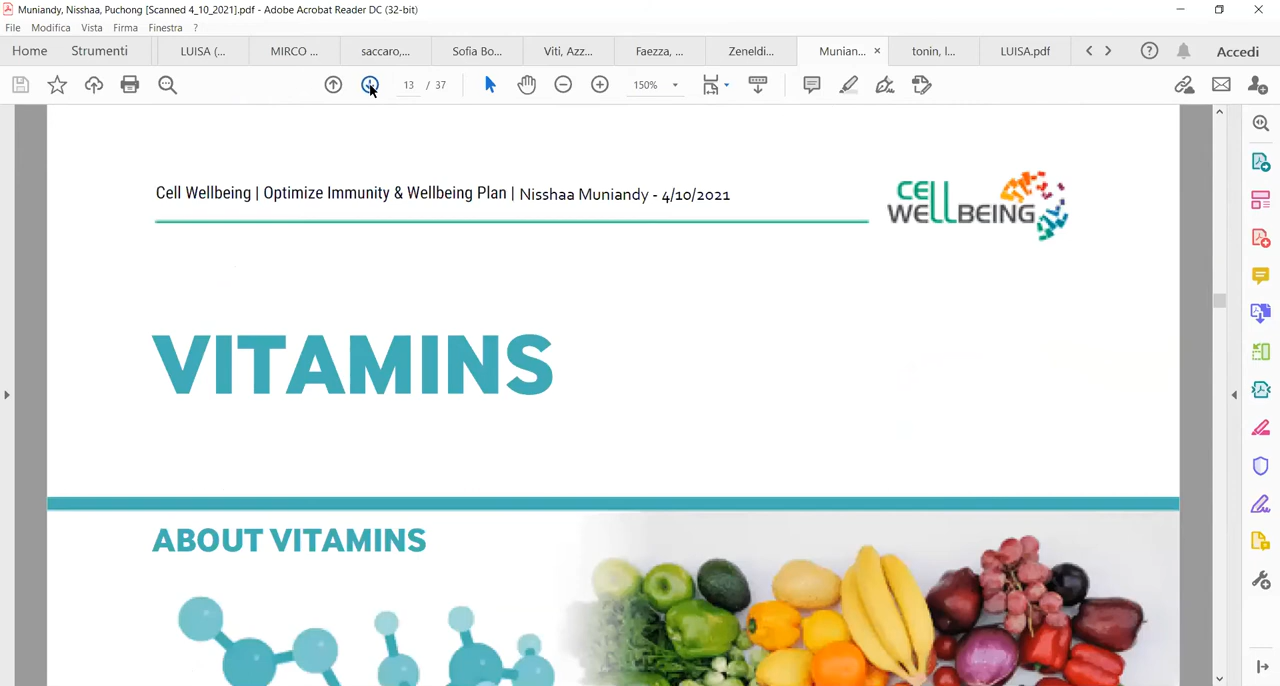 Muniandy, Nisshaa, Puchong [Scanned 4_10_2021].pdf - Adobe Acrobat Reader DC (32-bit)
File Modifica Vista Firma Finestra ?
Home Strumenti LUISA (... MIRCO ... saccaro,... Sofia Bo... Viti, Azz... Faezza, ... Zeneldi... Munian... × tonin, l... LUISA.pdf Accedi
13 / 37 150%
Cell Wellbeing | Optimize Immunity & Wellbeing Plan | Nisshaa Muniandy - 4/10/2021
CELL
WELLBEING
VITAMINS
ABOUT VITAMINS